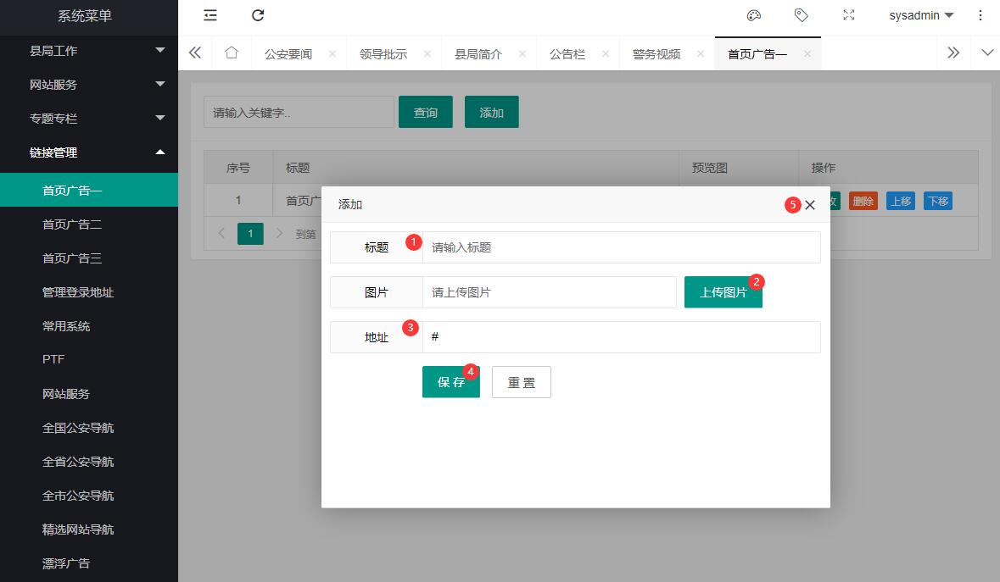 系统菜单
sysadmin
县局工作
网站服务
专题专栏
链接管理
首页广告一
首页广告二
首页广告三
管理登录地址
常用系统
PTF
网站服务
全国公安导航
全省公安导航
全市公安导航
精选网站导航
漂浮广告
公安要闻
领导批示
县局简介
公告栏
警务视频
首页广告一
请输入关键字..
查询
添加
序号
标题
预览图
操作
1
首页广
改
删除
上移
下移
1
到第
添加
5
标题
1
请输入标题
图片
请上传图片
上传图片
2
地址
3
#
保存
4
重置